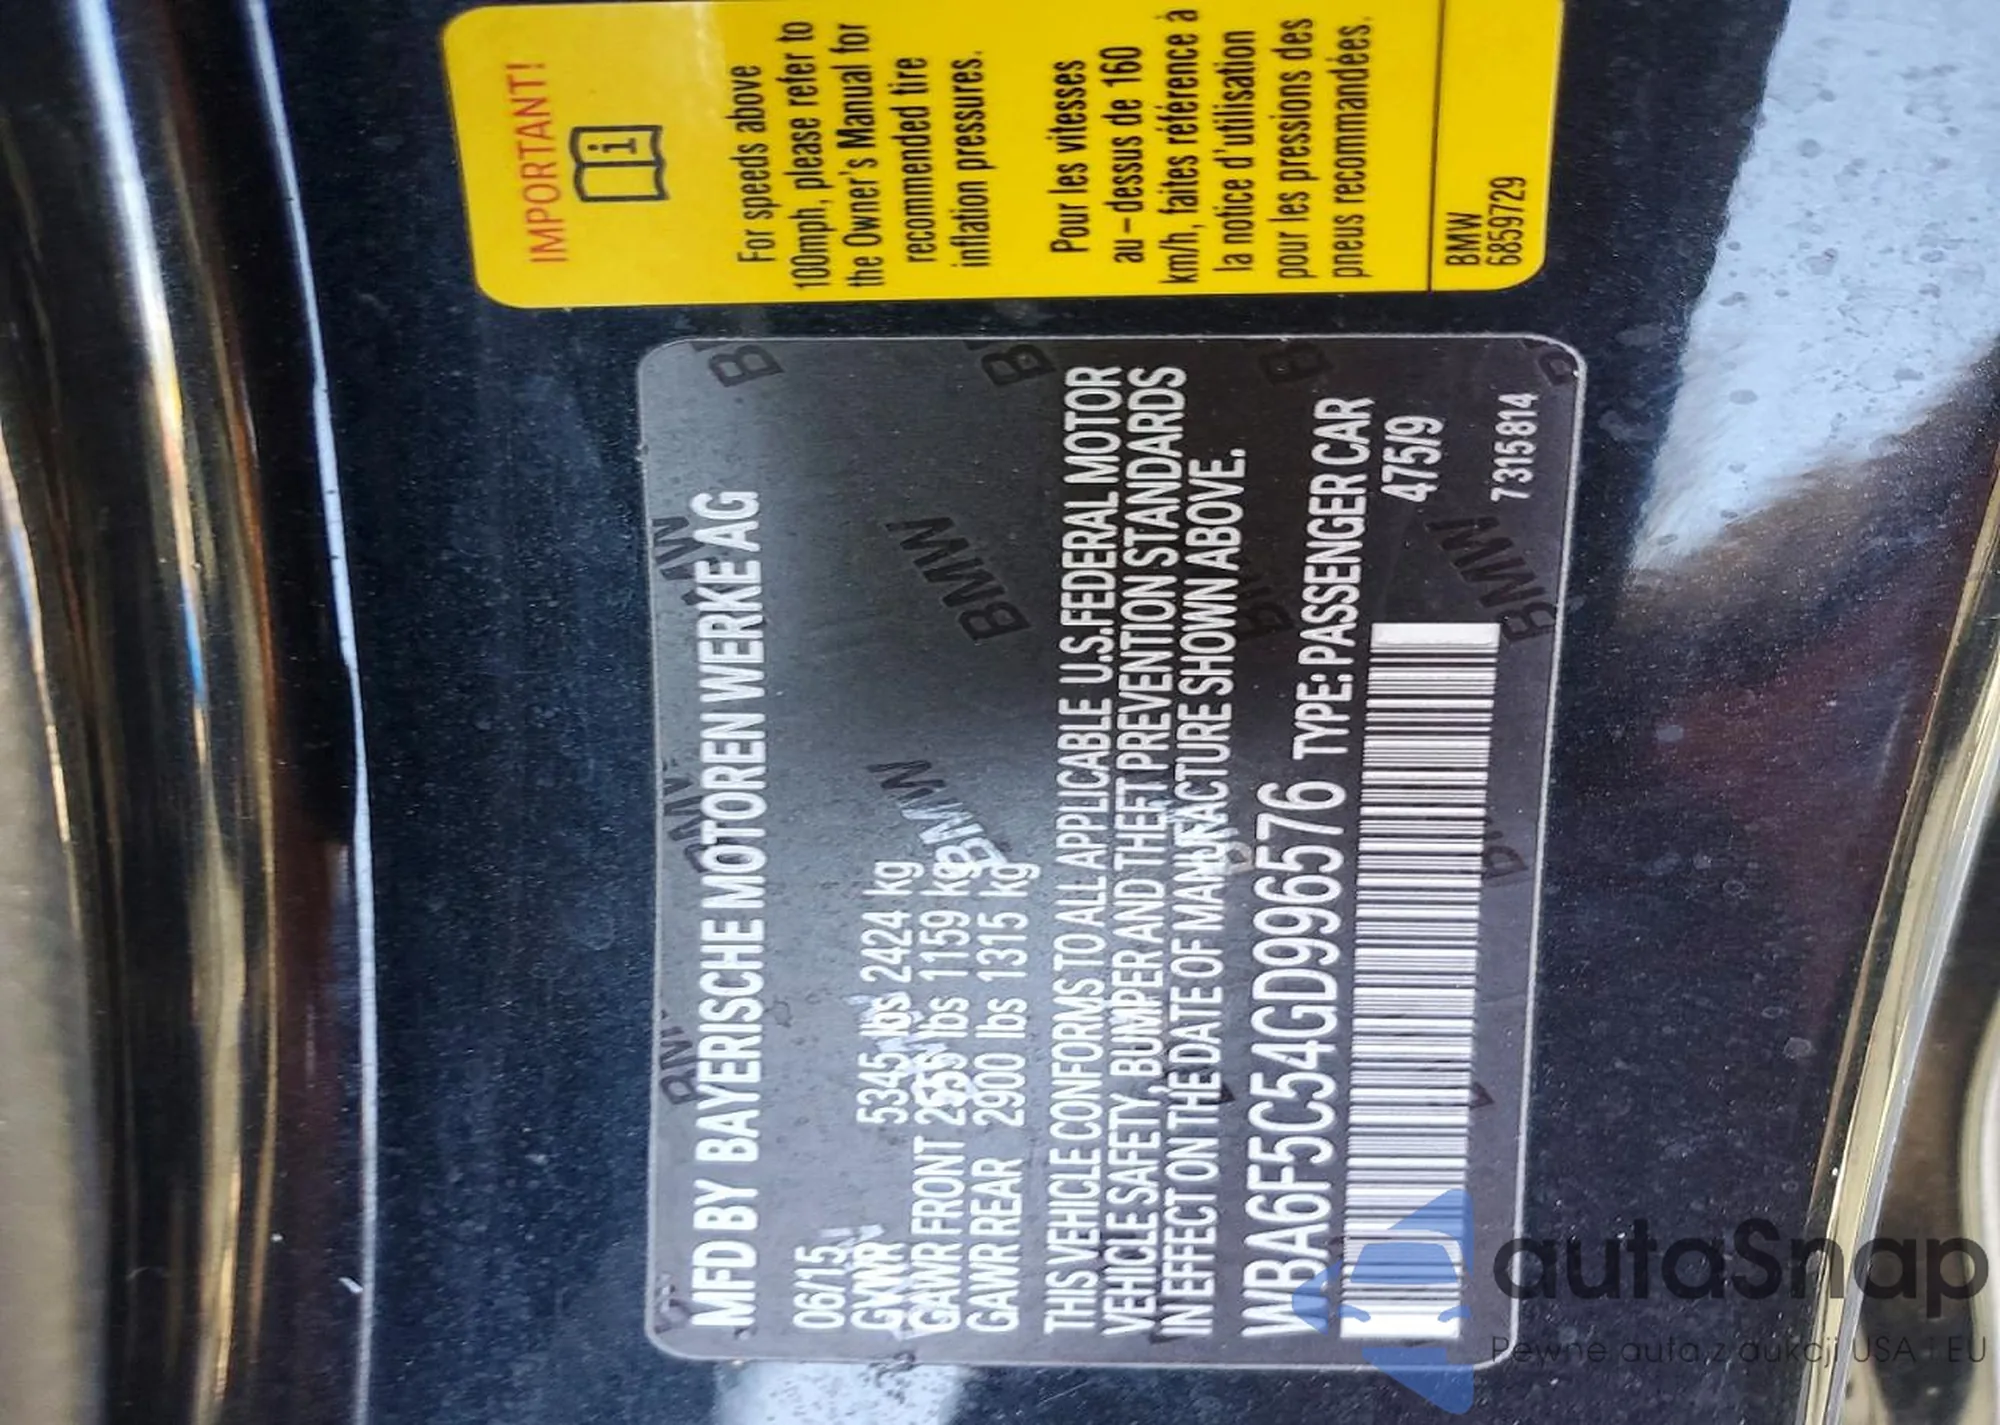 IMPORTANT!
i
For speeds above
100mph, please refer to
the Owner's Manual for
recommended tire
inflation pressures.
Pour les vitesses
au-dessus de 160
km/h, faites référence à
la notice d'utilisation
pour les pressions des
pneus recommandées.
BMW
6859729
MFD BY BAYERISCHE MOTOREN WERKE AG
06/15
GVWR 5345 lbs 2424 kg
GAWR FRONT 2555 lbs 1159 kg
GAWR REAR 2900 lbs 1315 kg
THIS VEHICLE CONFORMS TO ALL APPLICABLE U.S.FEDERAL MOTOR
VEHICLE SAFETY, BUMPER AND THEFT PREVENTION STANDARDS
IN EFFECT ON THE DATE OF MANUFACTURE SHOWN ABOVE.
WBA6F5C54GD996576 TYPE: PASSENGER CAR
475/9
7315814
autaSnap
Pewne auta z aukcji USA i EU